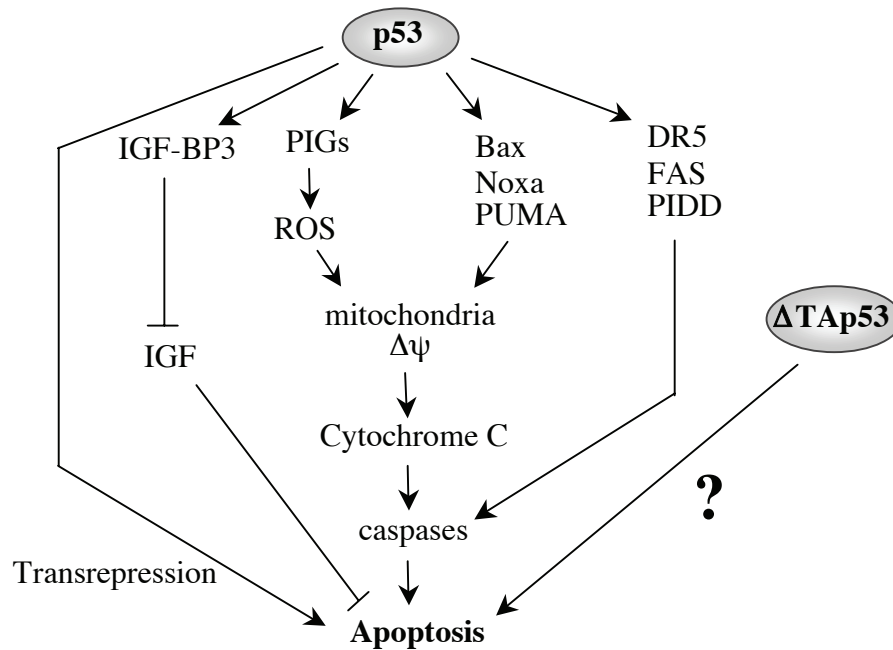 p53
IGF-BP3
PIGs
Bax
Noxa
PUMA
DR5
FAS
PIDD
ROS
mitochondria
Δψ
ΔTAp53
IGF
Cytochrome C
?
caspases
Transrepression
Apoptosis